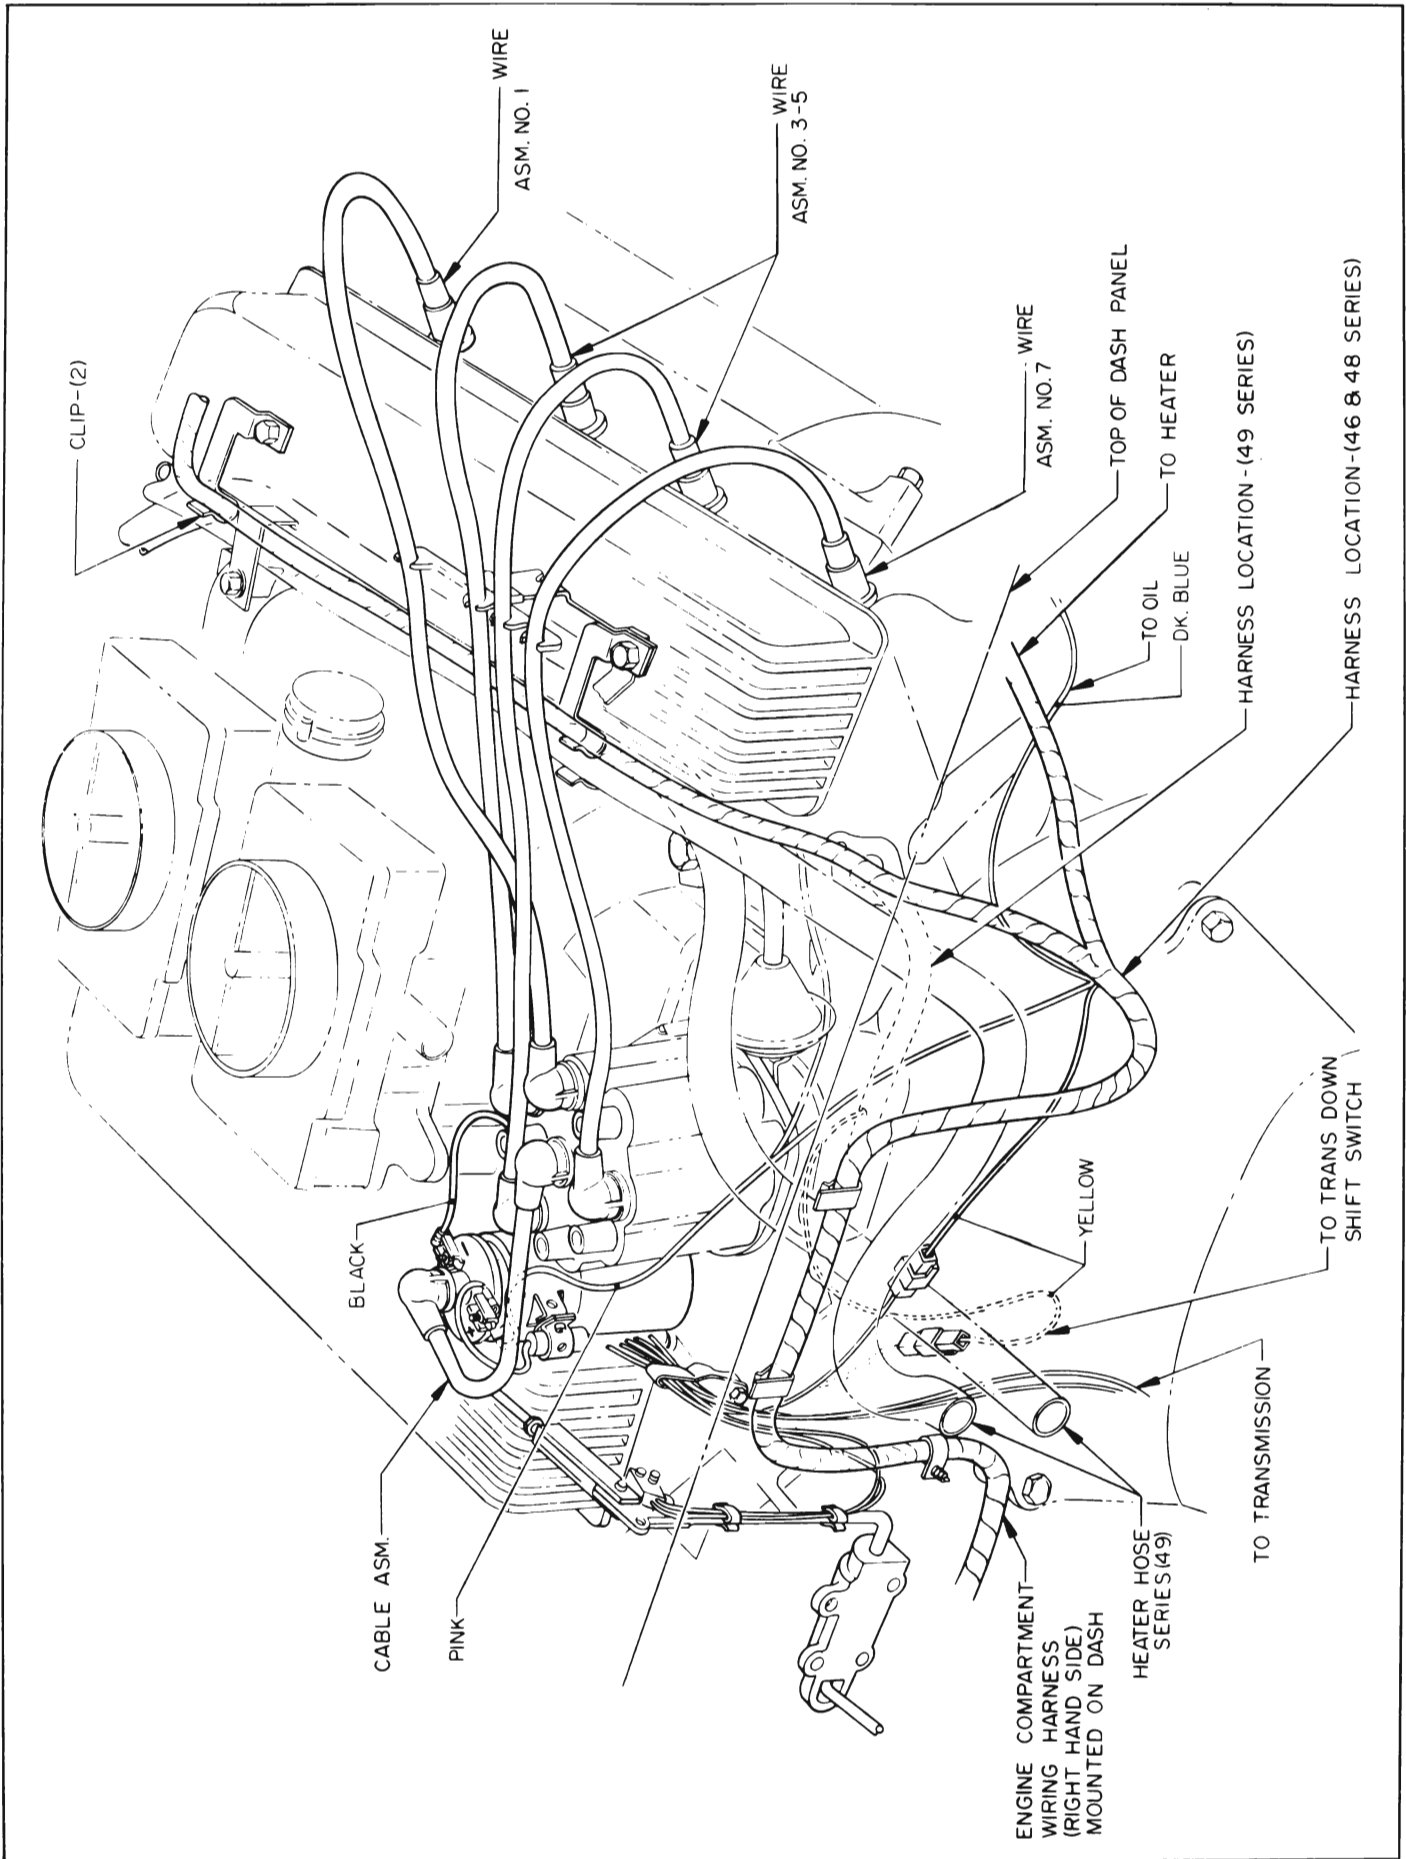 CLIP-(2)
WIRE
ASM. NO. 1
WIRE
ASM. NO. 3-5
WIRE
ASM. NO. 7
TOP OF DASH PANEL
TO HEATER
TO OIL
DK. BLUE
HARNESS LOCATION-(49 SERIES)
HARNESS LOCATION-(46 & 48 SERIES)
BLACK
CABLE ASM.
PINK
YELLOW
TO TRANS DOWN
SHIFT SWITCH
TO TRANSMISSION
HEATER HOSE
SERIES(49)
ENGINE COMPARTMENT
WIRING HARNESS
(RIGHT HAND SIDE)
MOUNTED ON DASH